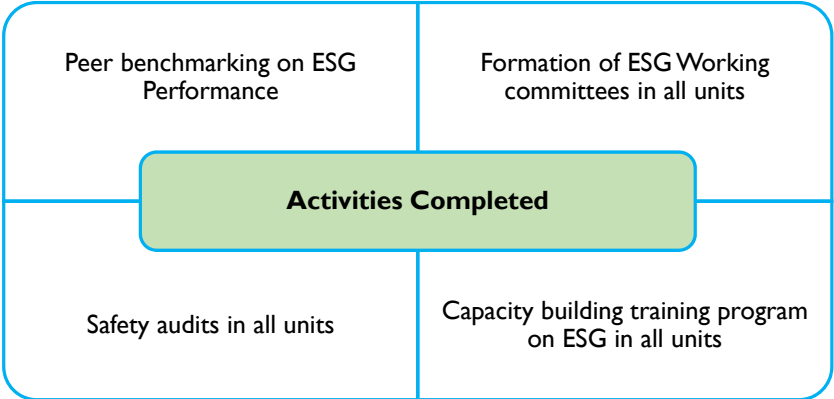 Peer benchmarking on ESG
Performance
Formation of ESG Working
committees in all units
Activities Completed
Safety audits in all units
Capacity building training program
on ESG in all units